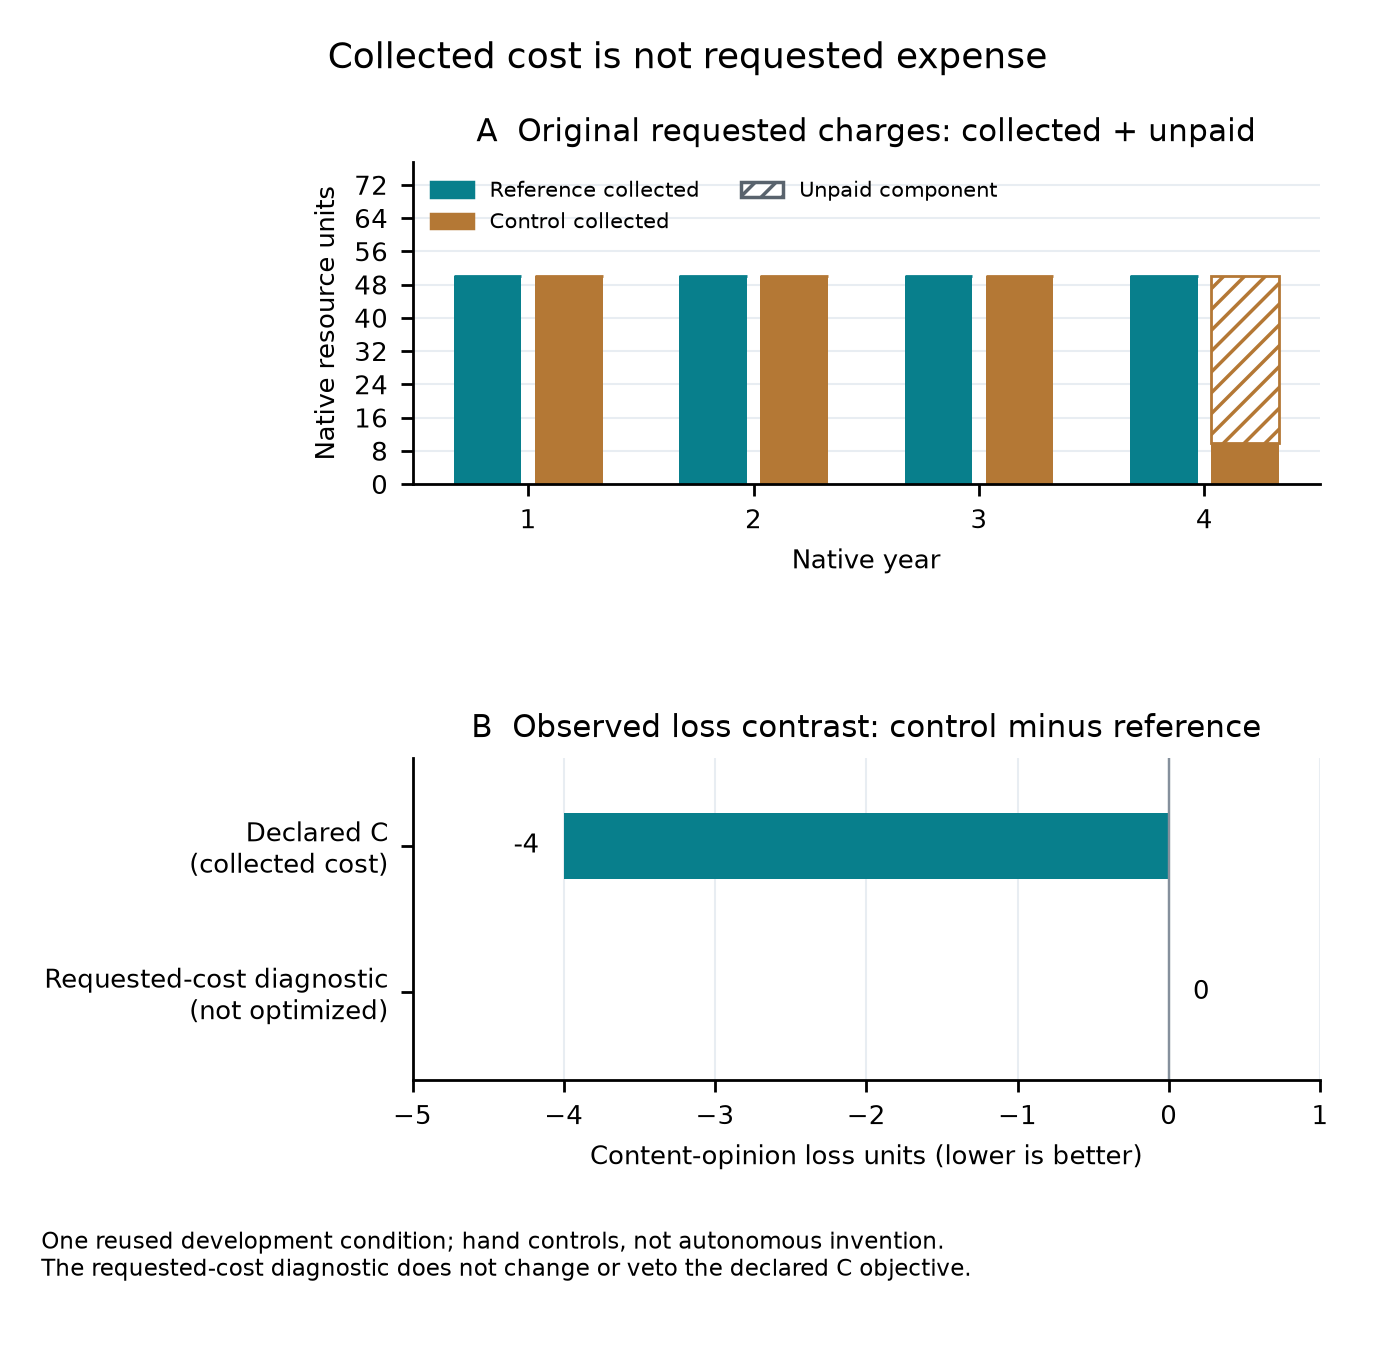 Collected cost is not requested expense
A  Original requested charges: collected + unpaid
Native resource units
72
64
56
48
40
32
24
16
8
0
Reference collected
Control collected
Unpaid component
1
2
3
4
Native year
B  Observed loss contrast: control minus reference
Declared C
(collected cost)
-4
Requested-cost diagnostic
(not optimized)
0
−5
−4
−3
−2
−1
0
1
Content-opinion loss units (lower is better)
One reused development condition; hand controls, not autonomous invention.
The requested-cost diagnostic does not change or veto the declared C objective.